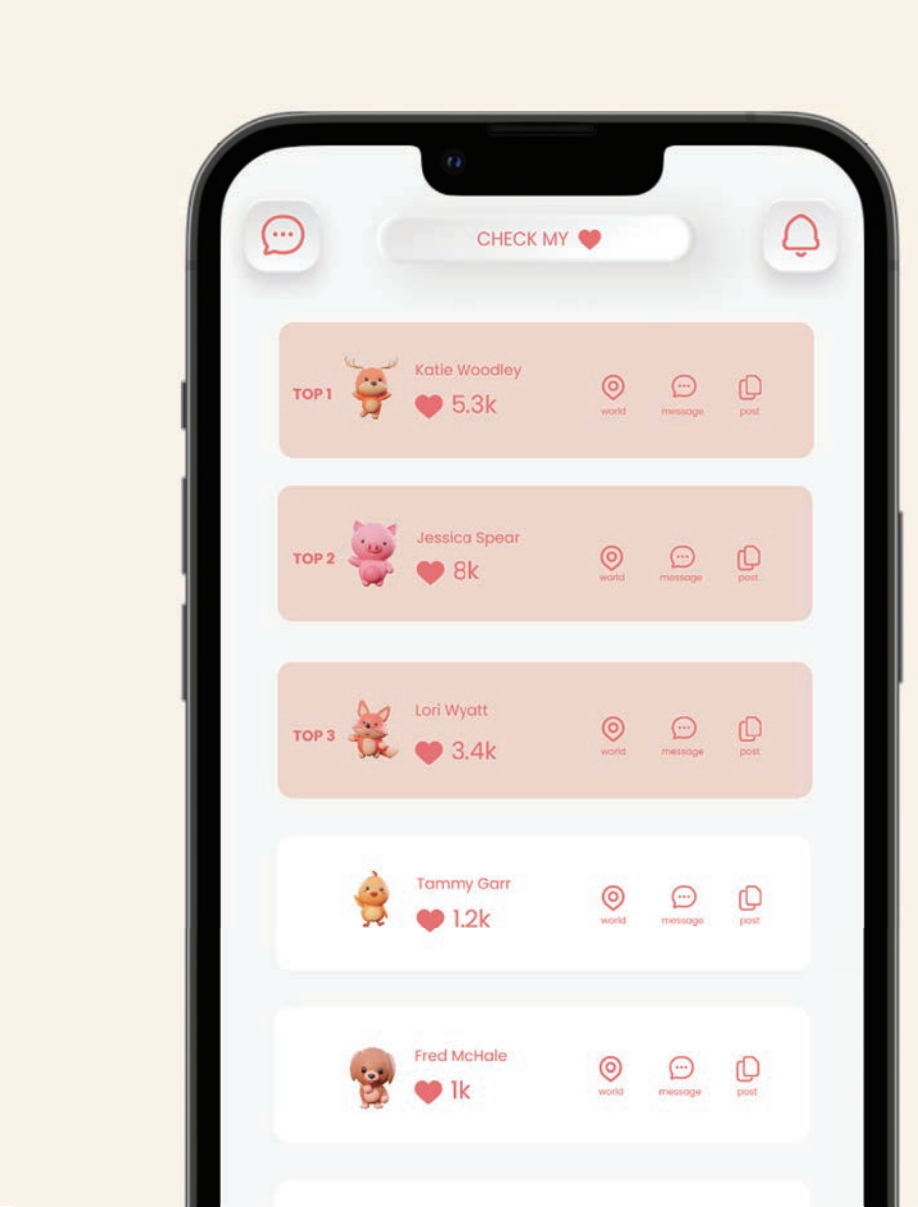 CHECK MY
TOP 1
Katie Woodley
5.3k
world
message
post
TOP 2
Jessica Spear
8k
world
message
post
TOP 3
Lori Wyatt
3.4k
world
message
post
Tammy Garr
1.2k
world
message
post
Fred McHale
1k
world
message
post